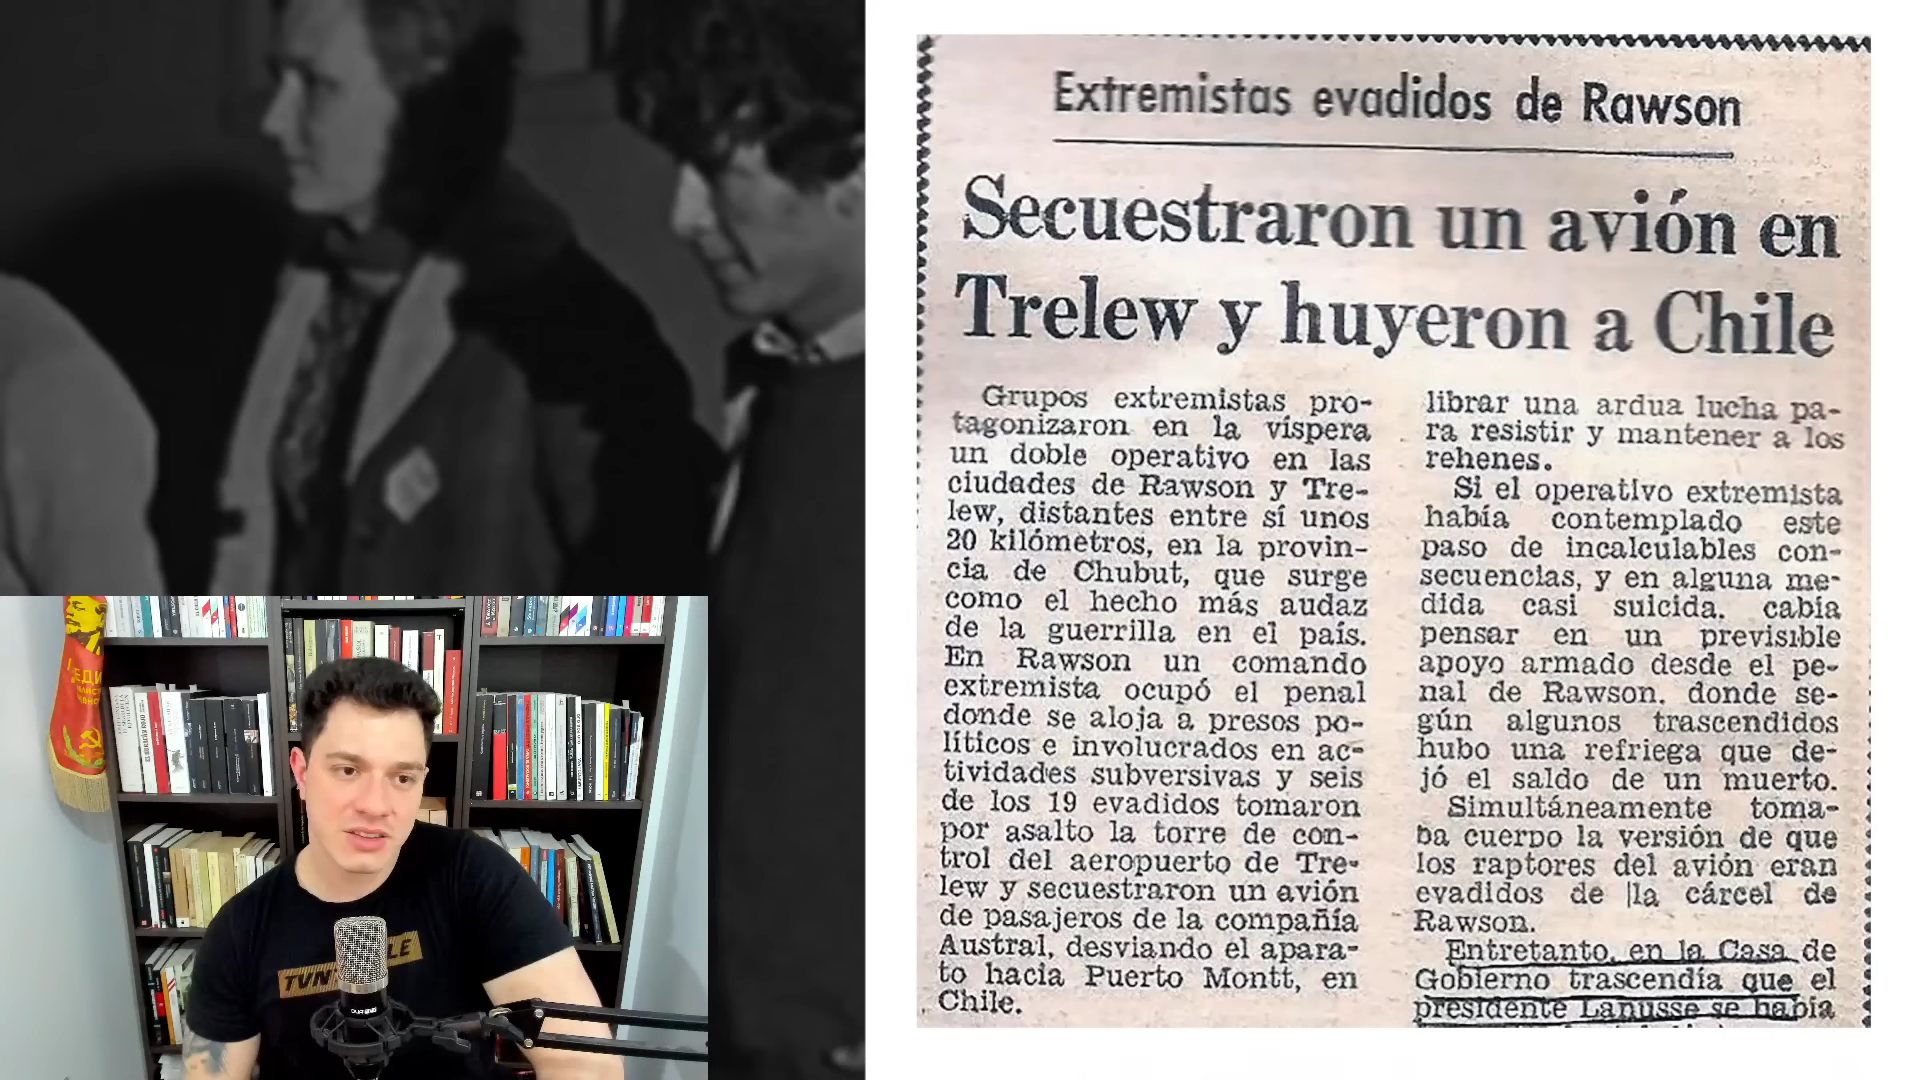 Extremistas evadidos de Rawson
Secuestraron un avión en
Trelew y huyeron a Chile
Grupos extremistas pro-
tagonizaron en la víspera
un doble operativo en las
ciudades de Rawson y Tre-
lew, distantes entre sí unos
20 kilómetros, en la provin-
cia de Chubut, que surge
como el hecho más audaz
de la guerrilla en el país.
En Rawson un comando
extremista ocupó el penal
donde se aloja a presos po-
líticos e involucrados en ac-
tividades subversivas y seis
de los 19 evadidos tomaron
por asalto la torre de con-
trol del aeropuerto de Tre-
lew y secuestraron un avión
de pasajeros de la compañía
Austral, desviando el apara-
to hacia Puerto Montt, en
Chile.
librar una ardua lucha pa-
ra resistir y mantener a los
rehenes.
Si el operativo extremista
había contemplado este
paso de incalculables con-
secuencias, y en alguna me-
dida casi suicida. cabía
pensar en un previsible
apoyo armado desde el pe-
nal de Rawson. donde se-
gún algunos trascendidos
hubo una refriega que de-
jó el saldo de un muerto.
Simultáneamente toma-
ba cuerpo la versión de que
los raptores del avión eran
evadidos de la cárcel de
Rawson.
Entretanto, en la Casa de
Gobierno trascendía que el
presidente Lanusse se había